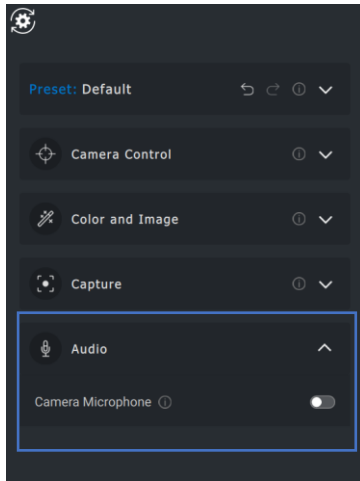 Preset: Default
Camera Control
Color and Image
Capture
Audio
Camera Microphone